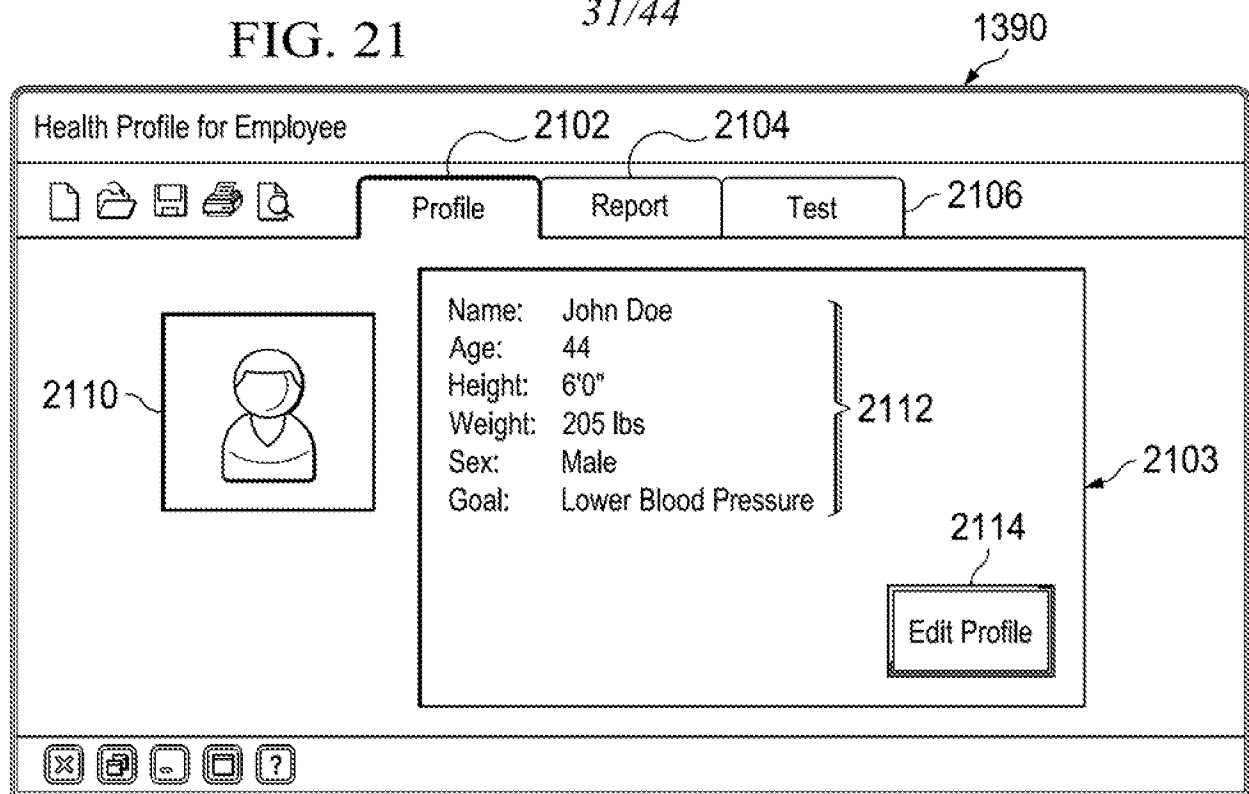 31/44
FIG. 21
1390
Health Profile for Employee
2102
2104
Profile
Report
Test
2106
2110
Name: John Doe
Age: 44
Height: 6'0"
Weight: 205 lbs
Sex: Male
Goal: Lower Blood Pressure
2112
2103
2114
Edit Profile
?